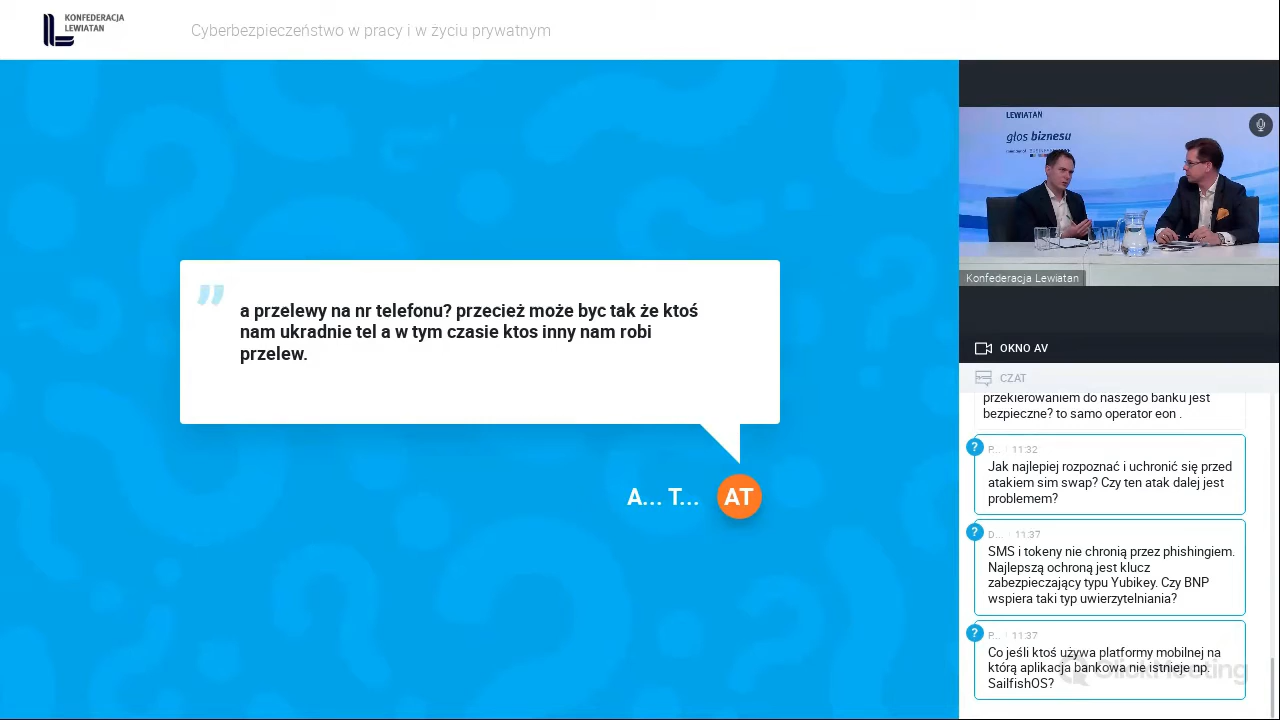 KONFEDERACJA
LEWIATAN
Cyberbezpieczeństwo w pracy i w życiu prywatnym
LEWIATAN
głos biznesu
Konfederacja Lewiatan
a przelewy na nr telefonu? przecież może byc tak że ktoś
nam ukradnie tel a w tym czasie ktos inny nam robi
przelew.
A... T...
AT
OKNO AV
CZAT
przekierowaniem do naszego banku jest
bezpieczne? to samo operator eon .
?
P... 11:32
Jak najlepiej rozpoznać i uchronić się przed
atakiem sim swap? Czy ten atak dalej jest
problemem?
?
D... 11:37
SMS i tokeny nie chronią przez phishingiem.
Najlepszą ochroną jest klucz
zabezpieczający typu Yubikey. Czy BNP
wspiera taki typ uwierzytelniania?
?
P... 11:37
Co jeśli ktoś używa platformy mobilnej na
którą aplikacja bankowa nie istnieje np.
SailfishOS?
ClickMeeting